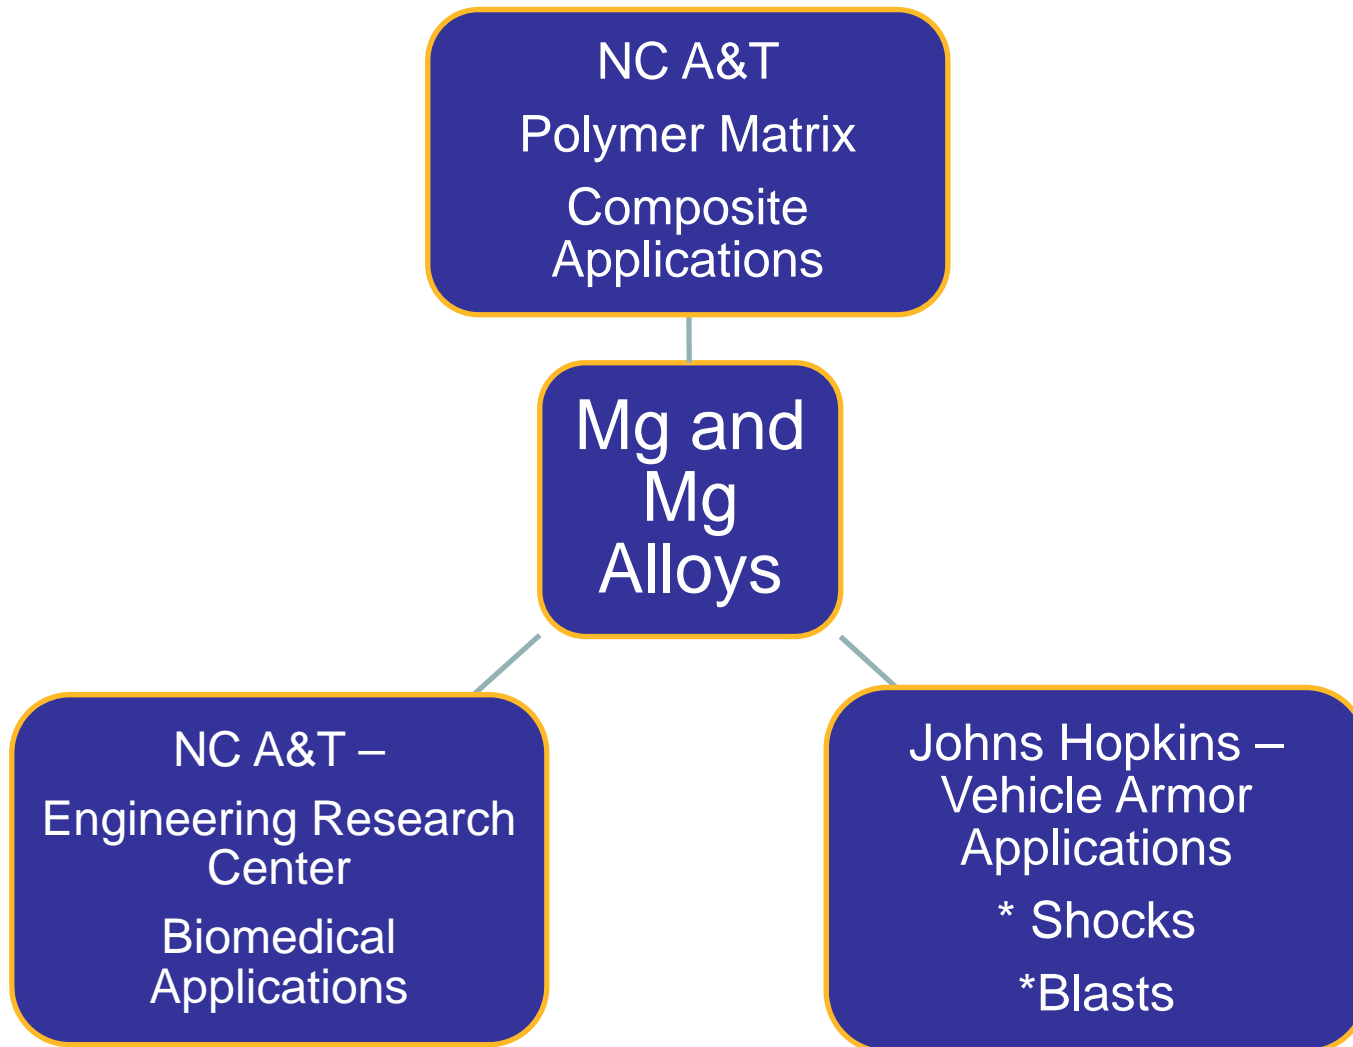 NC A&T
Polymer Matrix
Composite
Applications
Mg and
Mg
Alloys
NC A&T –
Engineering Research
Center
Biomedical
Applications
Johns Hopkins –
Vehicle Armor
Applications
* Shocks
*Blasts